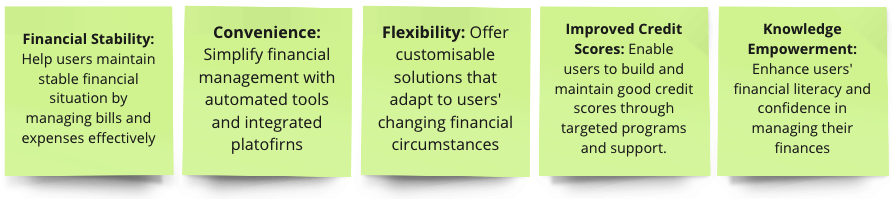 Financial Stability:
Help users maintain
stable financial
situation by
managing bills and
expenses effectively
Convenience:
Simplify financial
management with
automated tools
and integrated
platofirns
Flexibility: Offer
customisable
solutions that
adapt to users'
changing financial
circumstances
Improved Credit
Scores: Enable
users to build and
maintain good credit
scores through
targeted programs
and support.
Knowledge
Empowerment:
Enhance users'
financial literacy and
confidence in
managing their
finances